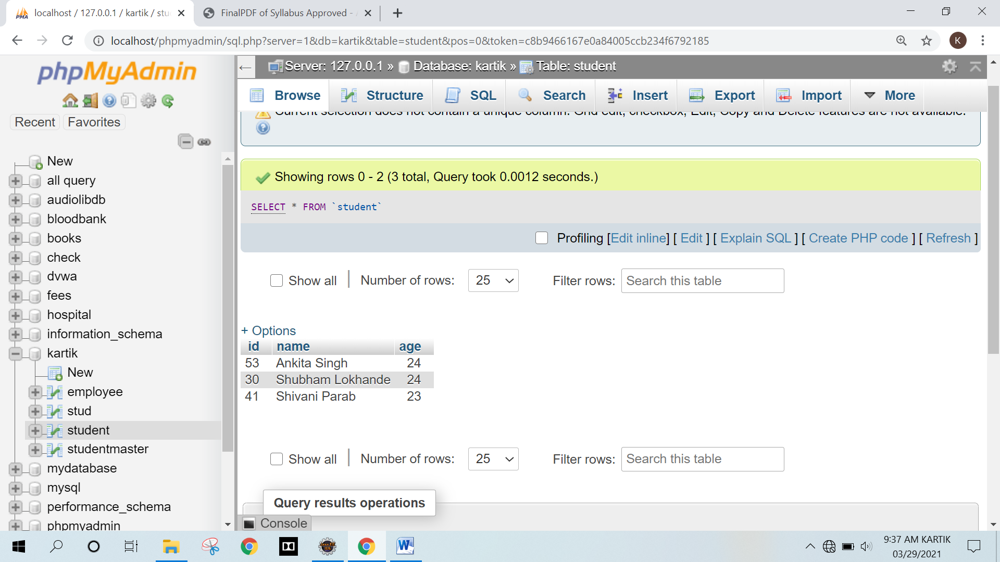 localhost / 127.0.0.1 / kartik / stu
FinalPDF of Syllabus Approved -
localhost/phpmyadmin/sql.php?server=1&db=kartik&table=student&pos=0&token=c8b9466167e0a84005ccb234f6792185
K
phpMyAdmin
Recent Favorites
New
all query
audiolibdb
bloodbank
books
check
dvwa
fees
hospital
information_schema
kartik
New
employee
stud
student
studentmaster
mydatabase
mysql
performance_schema
phpmyadmin
Server: 127.0.0.1 » Database: kartik » Table: student
Browse Structure SQL Search Insert Export Import More
Current selection does not contain a unique column. Grid edit, checkbox, Edit, Copy and Delete features are not available.
Showing rows 0 - 2 (3 total, Query took 0.0012 seconds.)
SELECT * FROM `student`
Profiling [Edit inline] [ Edit ] [ Explain SQL ] [ Create PHP code ] [ Refresh ]
Show all | Number of rows: 25 Filter rows: Search this table
+ Options
id name age
53 Ankita Singh 24
30 Shubham Lokhande 24
41 Shivani Parab 23
Show all | Number of rows: 25 Filter rows: Search this table
Query results operations
Console
9:37 AM KARTIK
03/29/2021